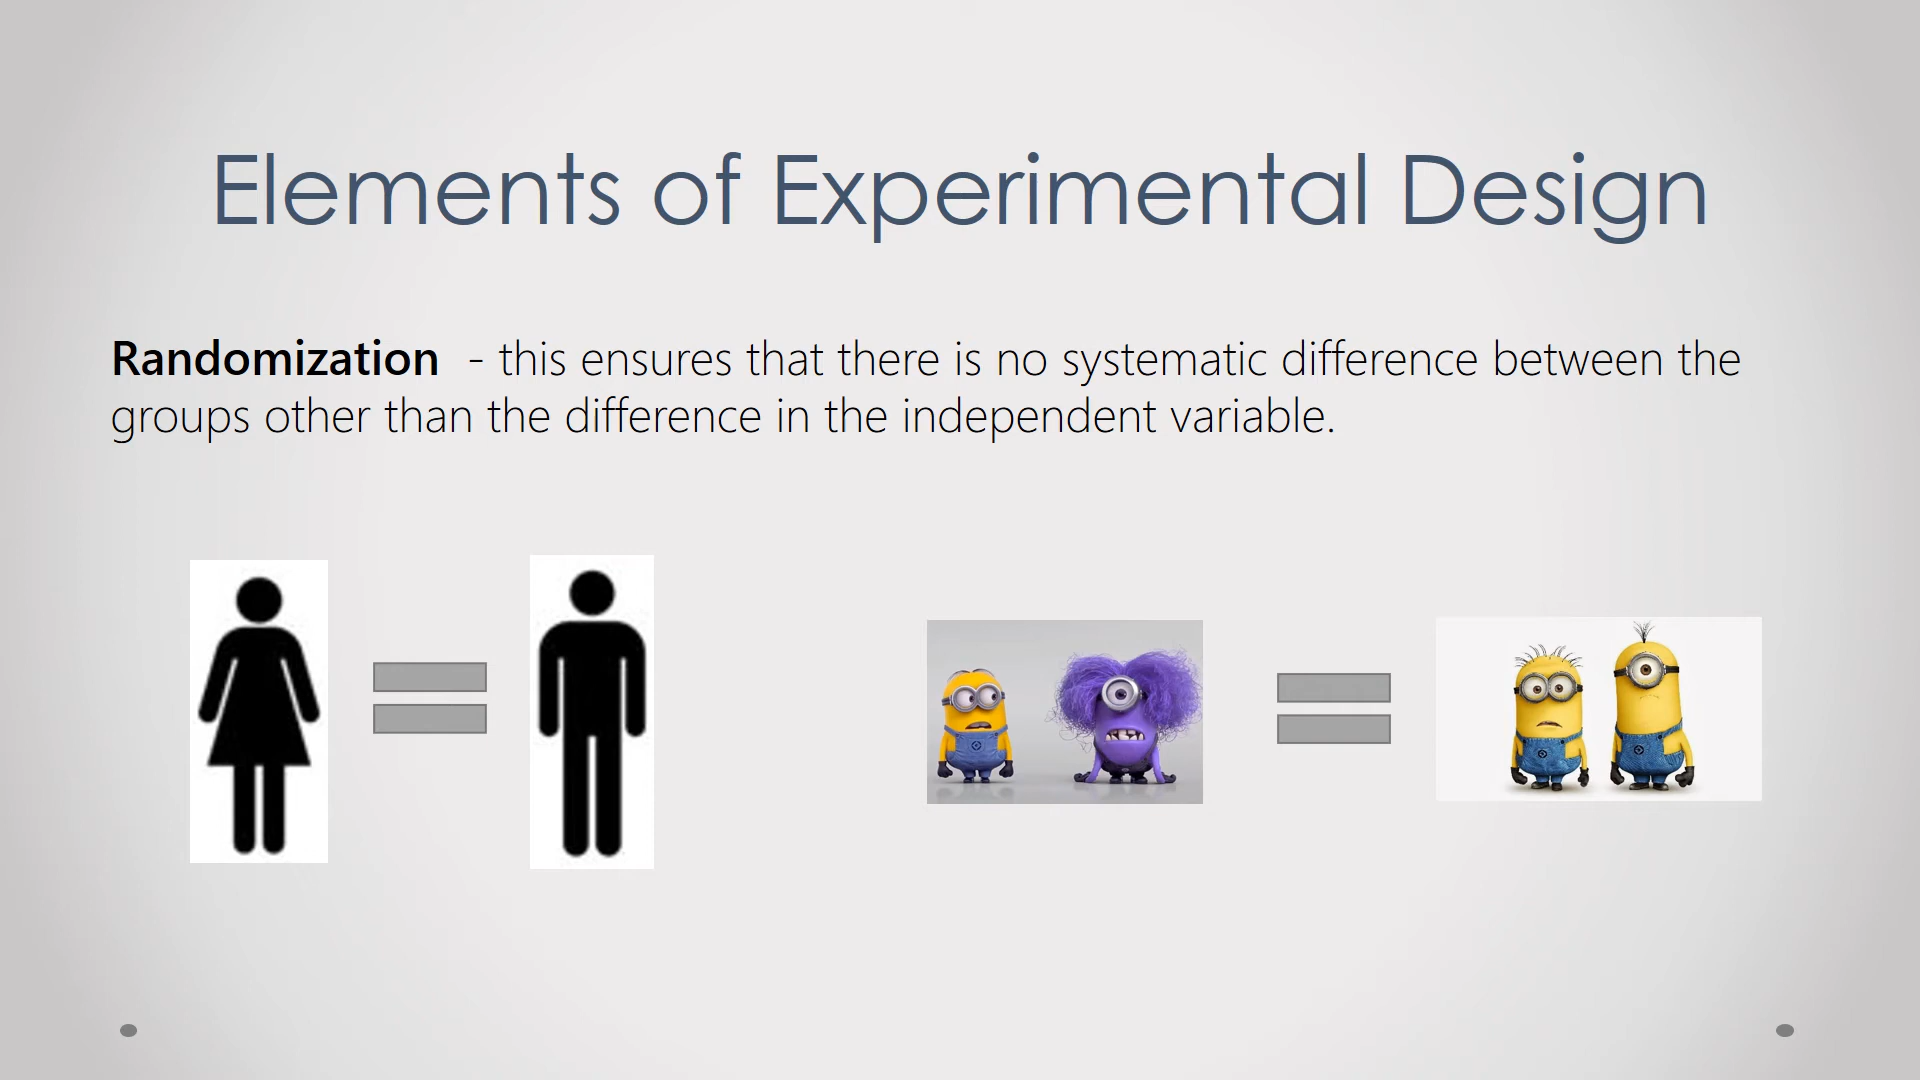 Elements of Experimental Design
Randomization - this ensures that there is no systematic difference between the
groups other than the difference in the independent variable.